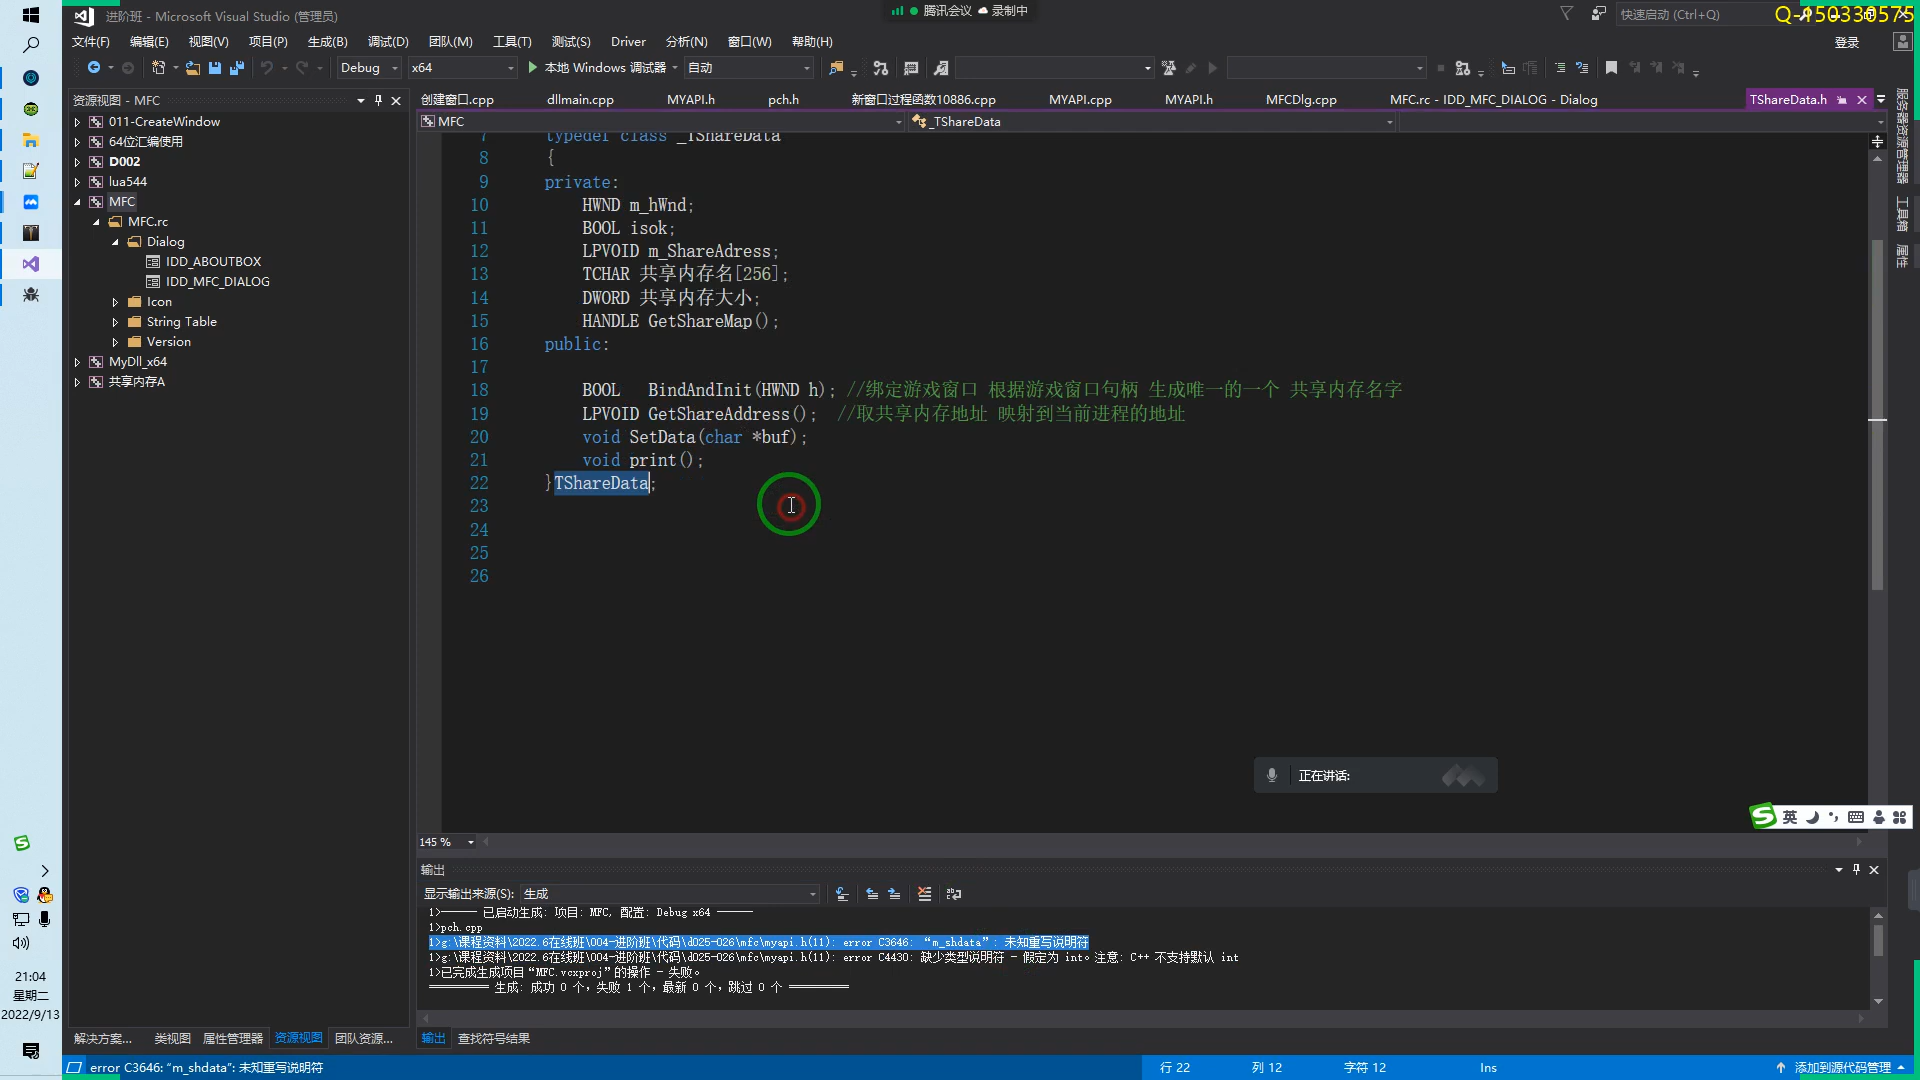 进阶班 - Microsoft Visual Studio (管理员)
腾讯会议 录制中
快速启动 (Ctrl+Q)
Q-150330575
文件(F) 编辑(E) 视图(V) 项目(P) 生成(B) 调试(D) 团队(M) 工具(T) 测试(S) Driver 分析(N) 窗口(W) 帮助(H)
登录
Debug x64 本地 Windows 调试器 自动
资源视图 - MFC
011-CreateWindow
64位汇编使用
D002
lua544
MFC
MFC.rc
Dialog
IDD_ABOUTBOX
IDD_MFC_DIALOG
Icon
String Table
Version
MyDll_x64
共享内存A
创建窗口.cpp dllmain.cpp MYAPI.h pch.h 新窗口过程函数10886.cpp MYAPI.cpp MYAPI.h MFCDlg.cpp MFC.rc - IDD_MFC_DIALOG - Dialog TShareData.h
MFC _TShareData
7 typedef class _TShareData
8 {
9 private:
10 HWND m_hWnd;
11 BOOL isok;
12 LPVOID m_ShareAdress;
13 TCHAR 共享内存名[256];
14 DWORD 共享内存大小;
15 HANDLE GetShareMap();
16 public:
17
18 BOOL BindAndInit(HWND h); //绑定游戏窗口 根据游戏窗口句柄 生成唯一的一个 共享内存名字
19 LPVOID GetShareAddress(); //取共享内存地址 映射到当前进程的地址
20 void SetData(char *buf);
21 void print();
22 }TShareData;
23
24
25
26
服务器资源管理器
工具箱
属性
正在讲话:
英
145 %
输出
显示输出来源(S): 生成
1>------ 已启动生成: 项目: MFC, 配置: Debug x64 ------
1>pch.cpp
1>g:\课程资料\2022.6在线班\004-进阶班\代码\d025-026\mfc\myapi.h(11): error C3646: “m_shdata”: 未知重写说明符
1>g:\课程资料\2022.6在线班\004-进阶班\代码\d025-026\mfc\myapi.h(11): error C4430: 缺少类型说明符 - 假定为 int。注意: C++ 不支持默认 int
1>已完成生成项目“MFC.vcxproj”的操作 - 失败。
========== 生成: 成功 0 个，失败 1 个，最新 0 个，跳过 0 个 ==========
解决方案... 类视图 属性管理器 资源视图 团队资源...
输出 查找符号结果
21:04
星期二
2022/9/13
error C3646: “m_shdata”: 未知重写说明符
行 22 列 12 字符 12 Ins 添加到源代码管理